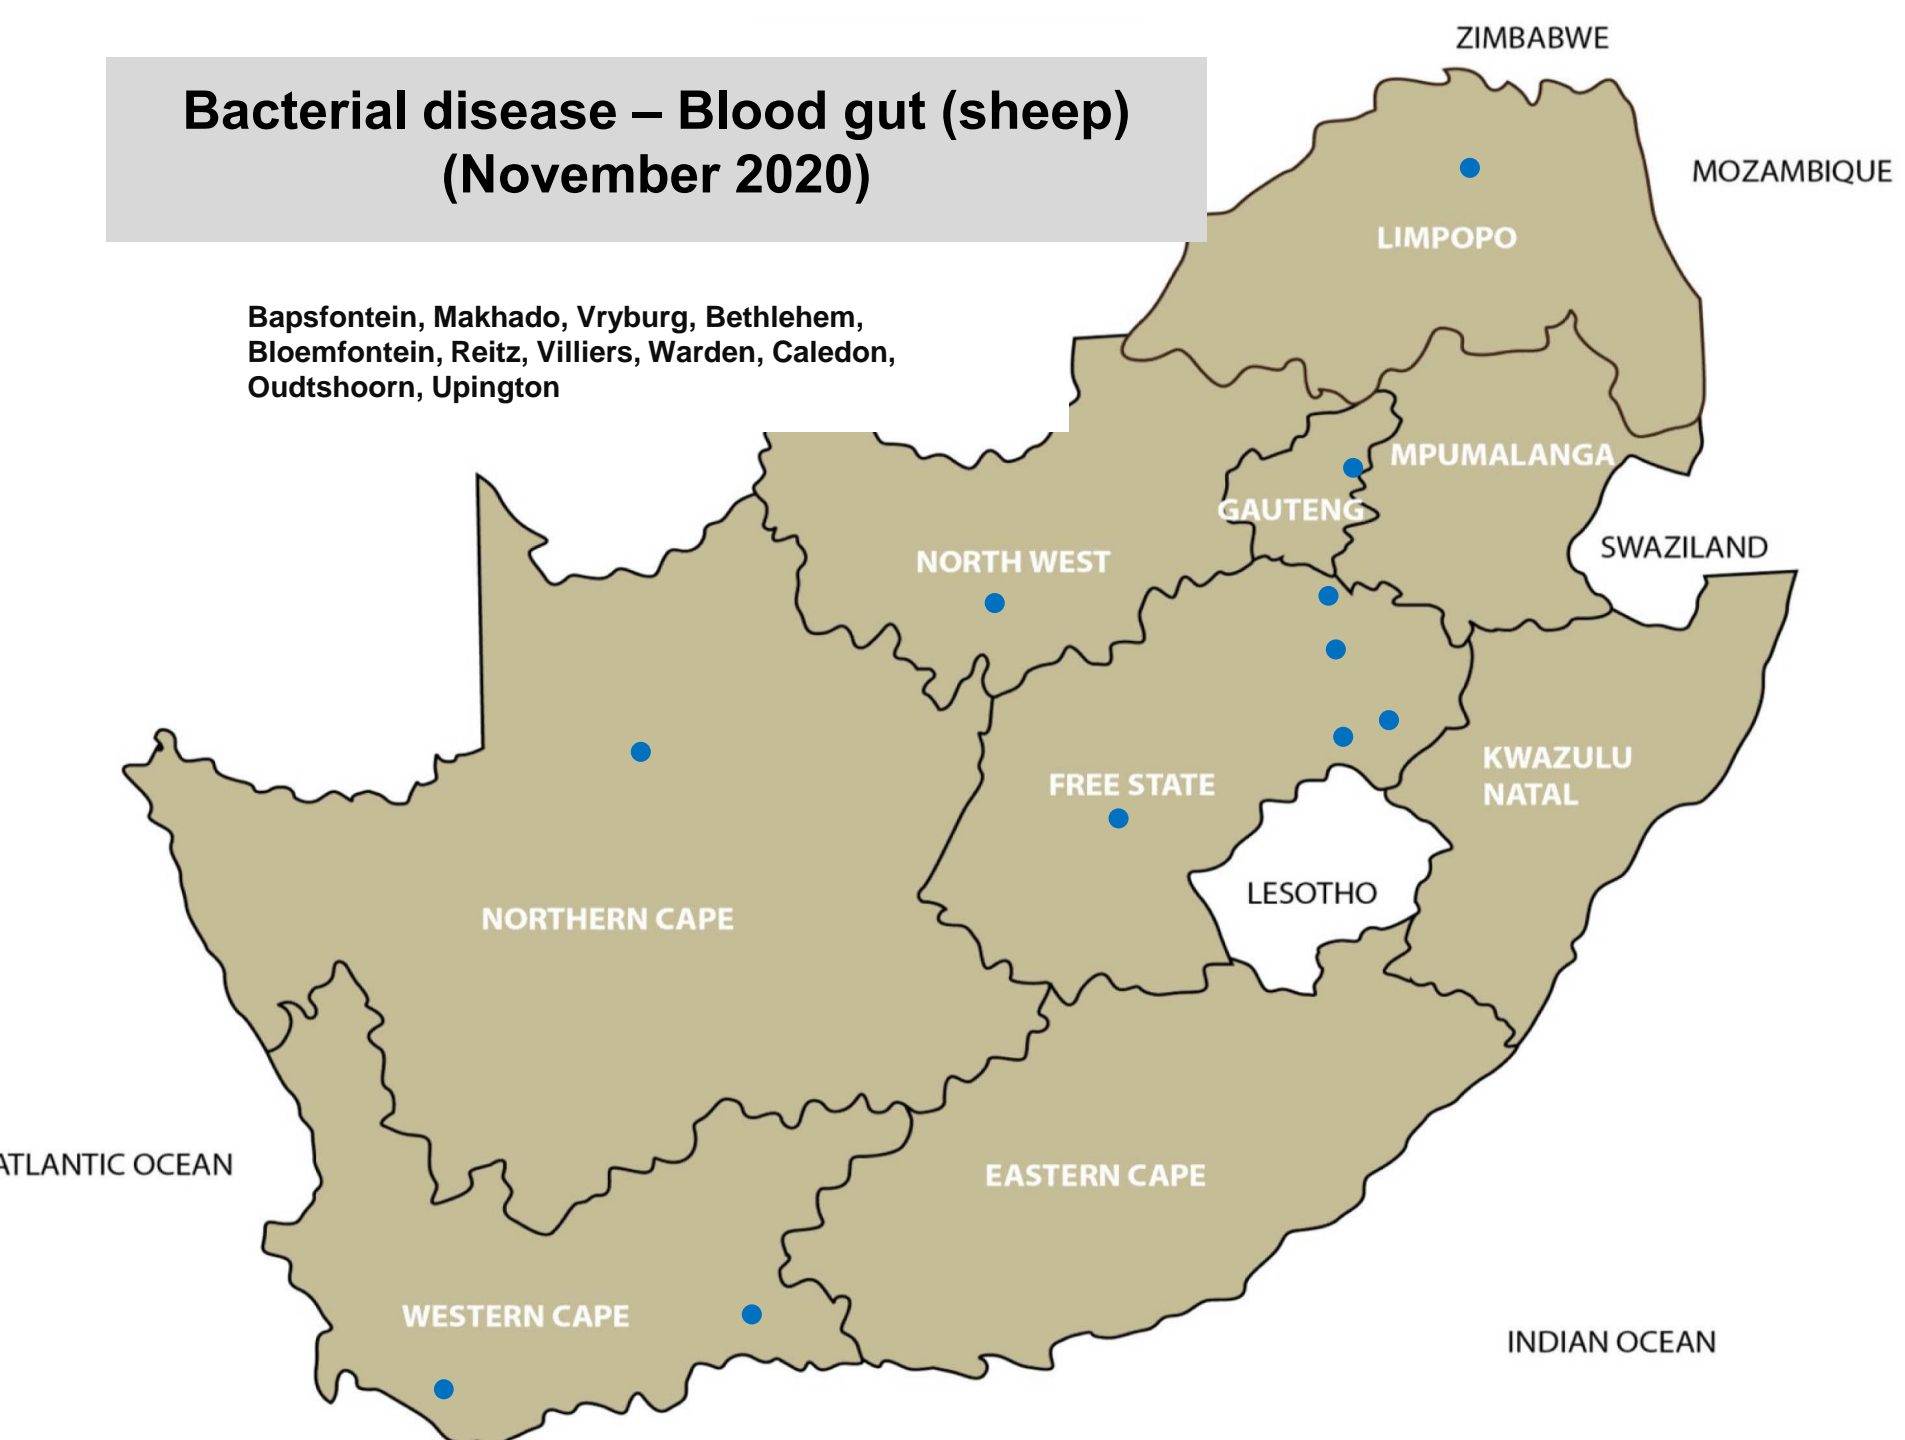 ZIMBABWE
Bacterial disease – Blood gut (sheep)
(November 2020)
MOZAMBIQUE
LIMPOPO
Bapsfontein, Makhado, Vryburg, Bethlehem,
Bloemfontein, Reitz, Villiers, Warden, Caledon,
Oudtshoorn, Upington
MPUMALANGA
GAUTENG
SWAZILAND
NORTH WEST
KWAZULU
NATAL
FREE STATE
LESOTHO
NORTHERN CAPE
ATLANTIC OCEAN
EASTERN CAPE
WESTERN CAPE
INDIAN OCEAN